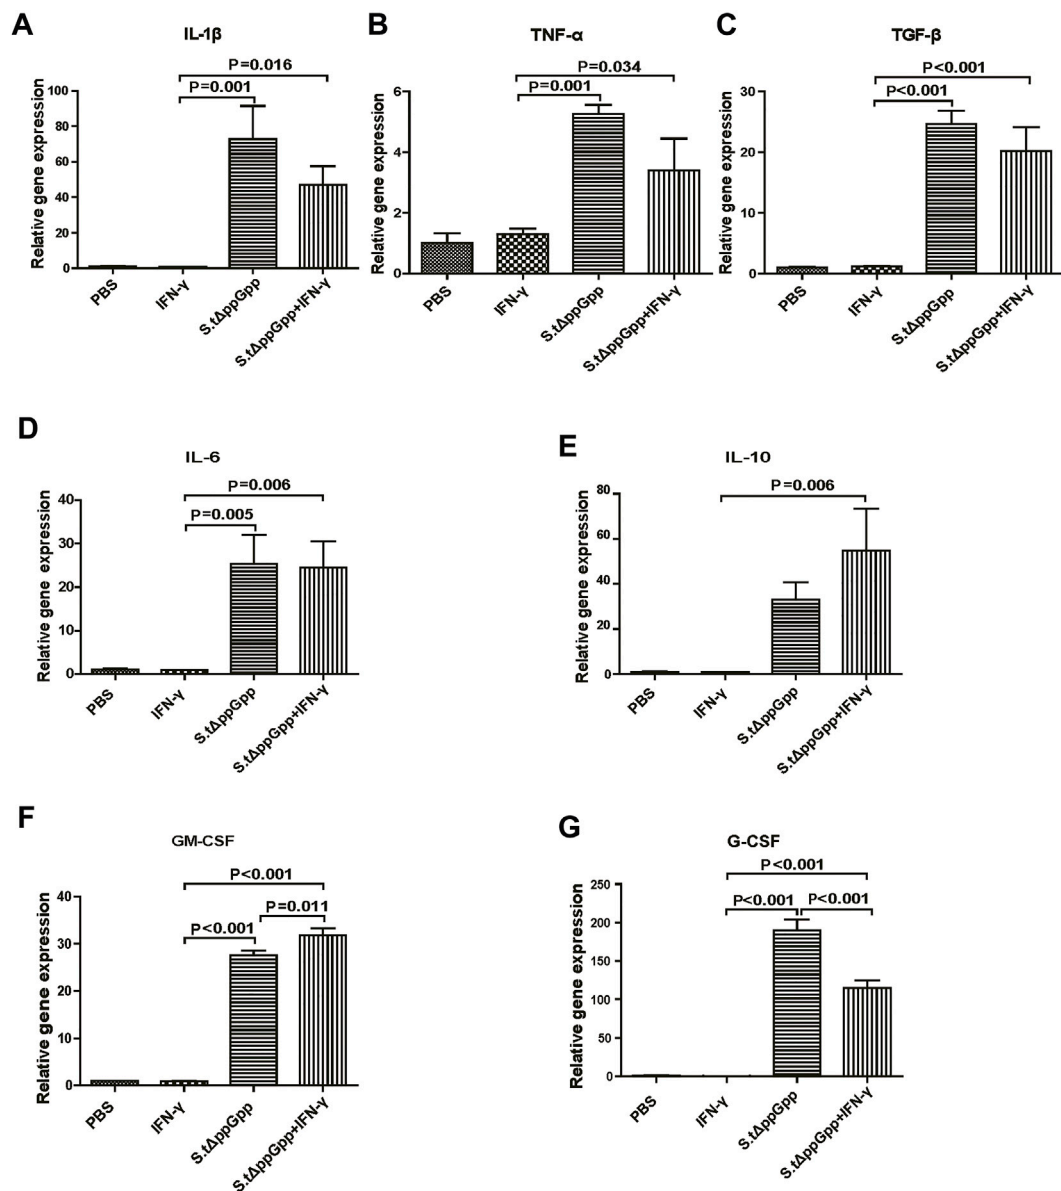 A
IL-1β
P=0.016
P=0.001
Relative gene expression
100
80
60
40
20
0
PBS
IFN-γ
S.tΔppGpp
S.tΔppGpp+IFN-γ
B
TNF-α
P=0.034
P=0.001
Relative gene expression
6
4
2
0
PBS
IFN-γ
S.tΔppGpp
S.tΔppGpp+IFN-γ
C
TGF-β
P<0.001
P<0.001
Relative gene expression
30
20
10
0
PBS
IFN-γ
S.tΔppGpp
S.tΔppGpp+IFN-γ
D
IL-6
P=0.006
P=0.005
Relative gene expression
40
30
20
10
0
PBS
IFN-γ
S.tΔppGpp
S.tΔppGpp+IFN-γ
E
IL-10
P=0.006
Relative gene expression
80
60
40
20
0
PBS
IFN-γ
S.tΔppGpp
S.tΔppGpp+IFN-γ
F
GM-CSF
P<0.001
P=0.011
P<0.001
Relative gene expression
40
30
20
10
0
PBS
IFN-γ
S.tΔppGpp
S.tΔppGpp+IFN-γ
G
G-CSF
P<0.001
P<0.001 P<0.001
Relative gene expression
250
200
150
100
50
0
PBS
IFN-γ
S.tΔppGpp
S.tΔppGpp+IFN-γ